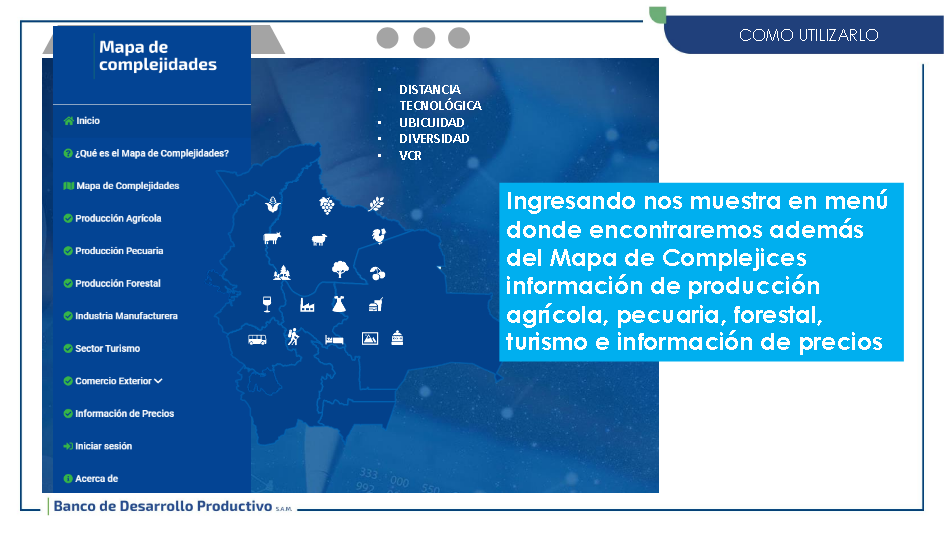 COMO UTILIZARLO
Mapa de
complejidades
Inicio
¿Qué es el Mapa de Complejidades?
Mapa de Complejidades
Producción Agrícola
Producción Pecuaria
Producción Forestal
Industria Manufacturera
Sector Turismo
Comercio Exterior
Información de Precios
Iniciar sesión
Acerca de
• DISTANCIA
TECNOLÓGICA
• UBICUIDAD
• DIVERSIDAD
• VCR
Ingresando nos muestra en menú
donde encontraremos además
del Mapa de Complejices
información de producción
agrícola, pecuaria, forestal,
turismo e información de precios
333 000 550
Banco de Desarrollo Productivo S.A.M.